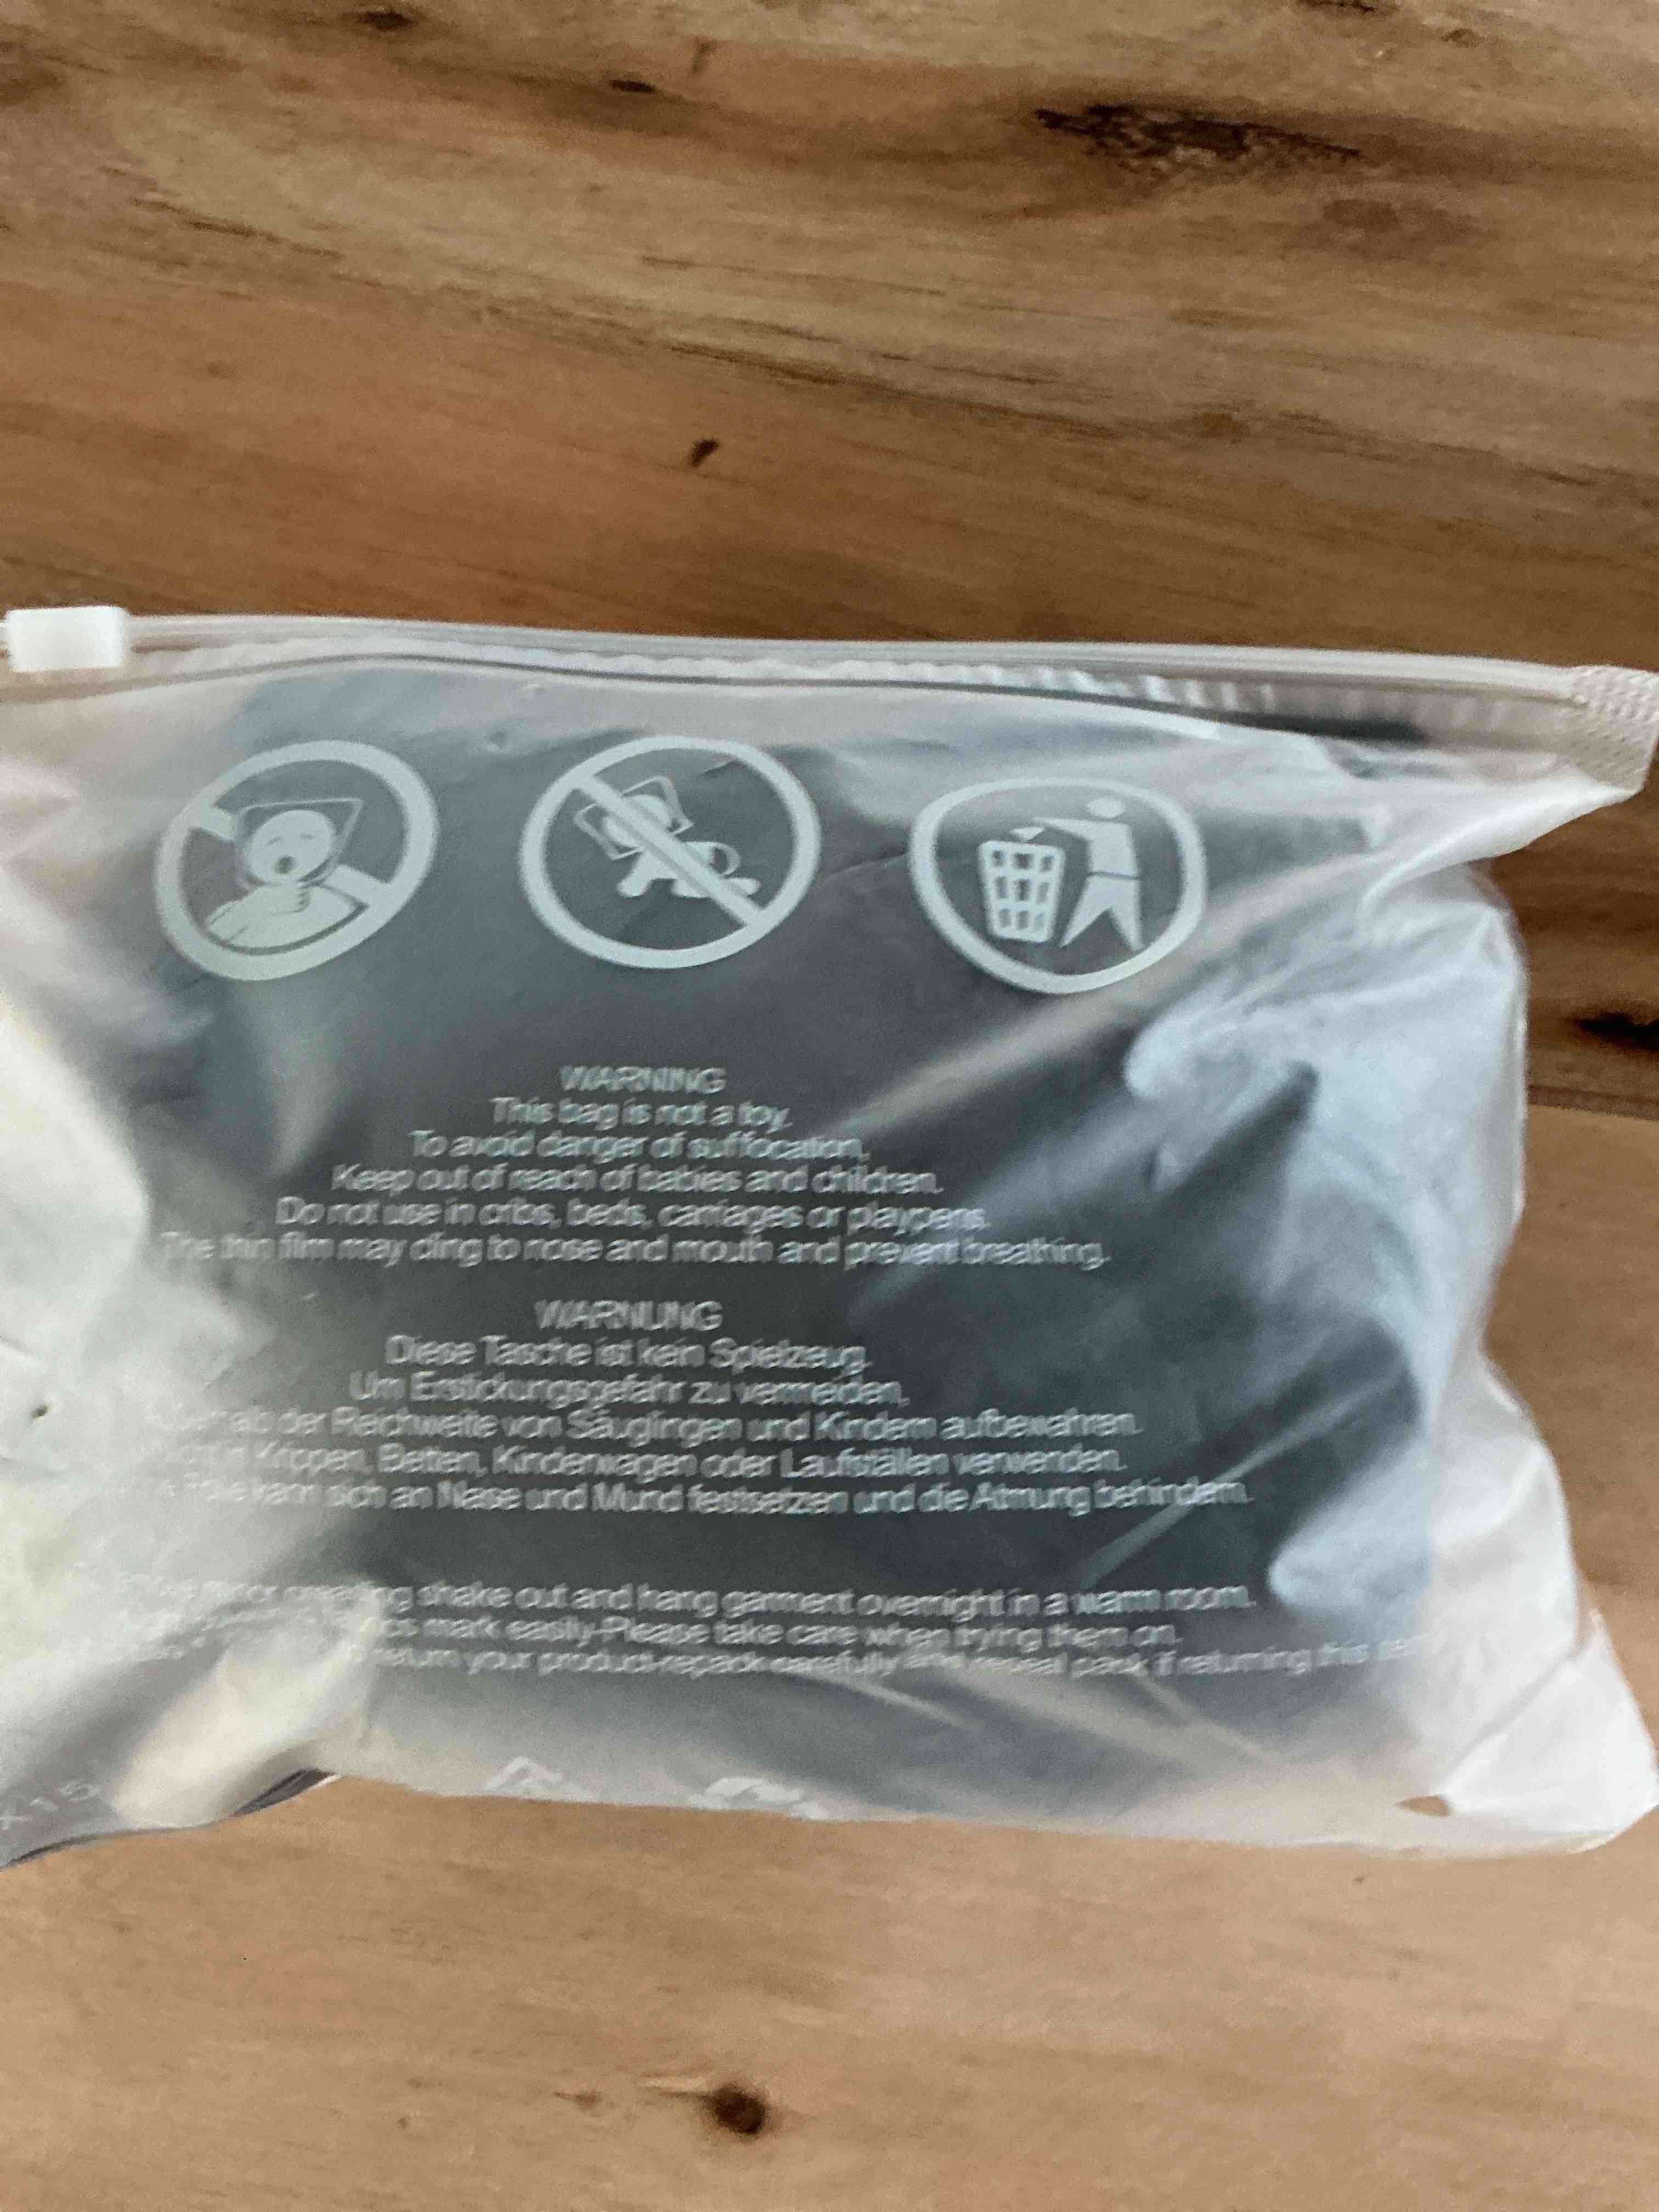 WARNING
This bag is not a toy.
To avoid danger of suffocation,
Keep out of reach of babies and children.
Do not use in cribs, beds, carriages or playpens.
The thin film may cling to nose and mouth and prevent breathing.
WARNUNG
Diese Tasche ist kein Spielzeug.
Um Erstickungsgefahr zu vermeiden,
der Reichweite von Säuglingen und Kindern aufbewahren.
Krippen, Betten, Kinderwagen oder Laufställen verwenden.
kann sich an Nase und Mund festsetzen und die Atmung behindern.
shake out and hang garment overnight in a warm room.
mark easily-Please take care when trying them on.
return your product-repack carefully and reseal pack if returning this
X15